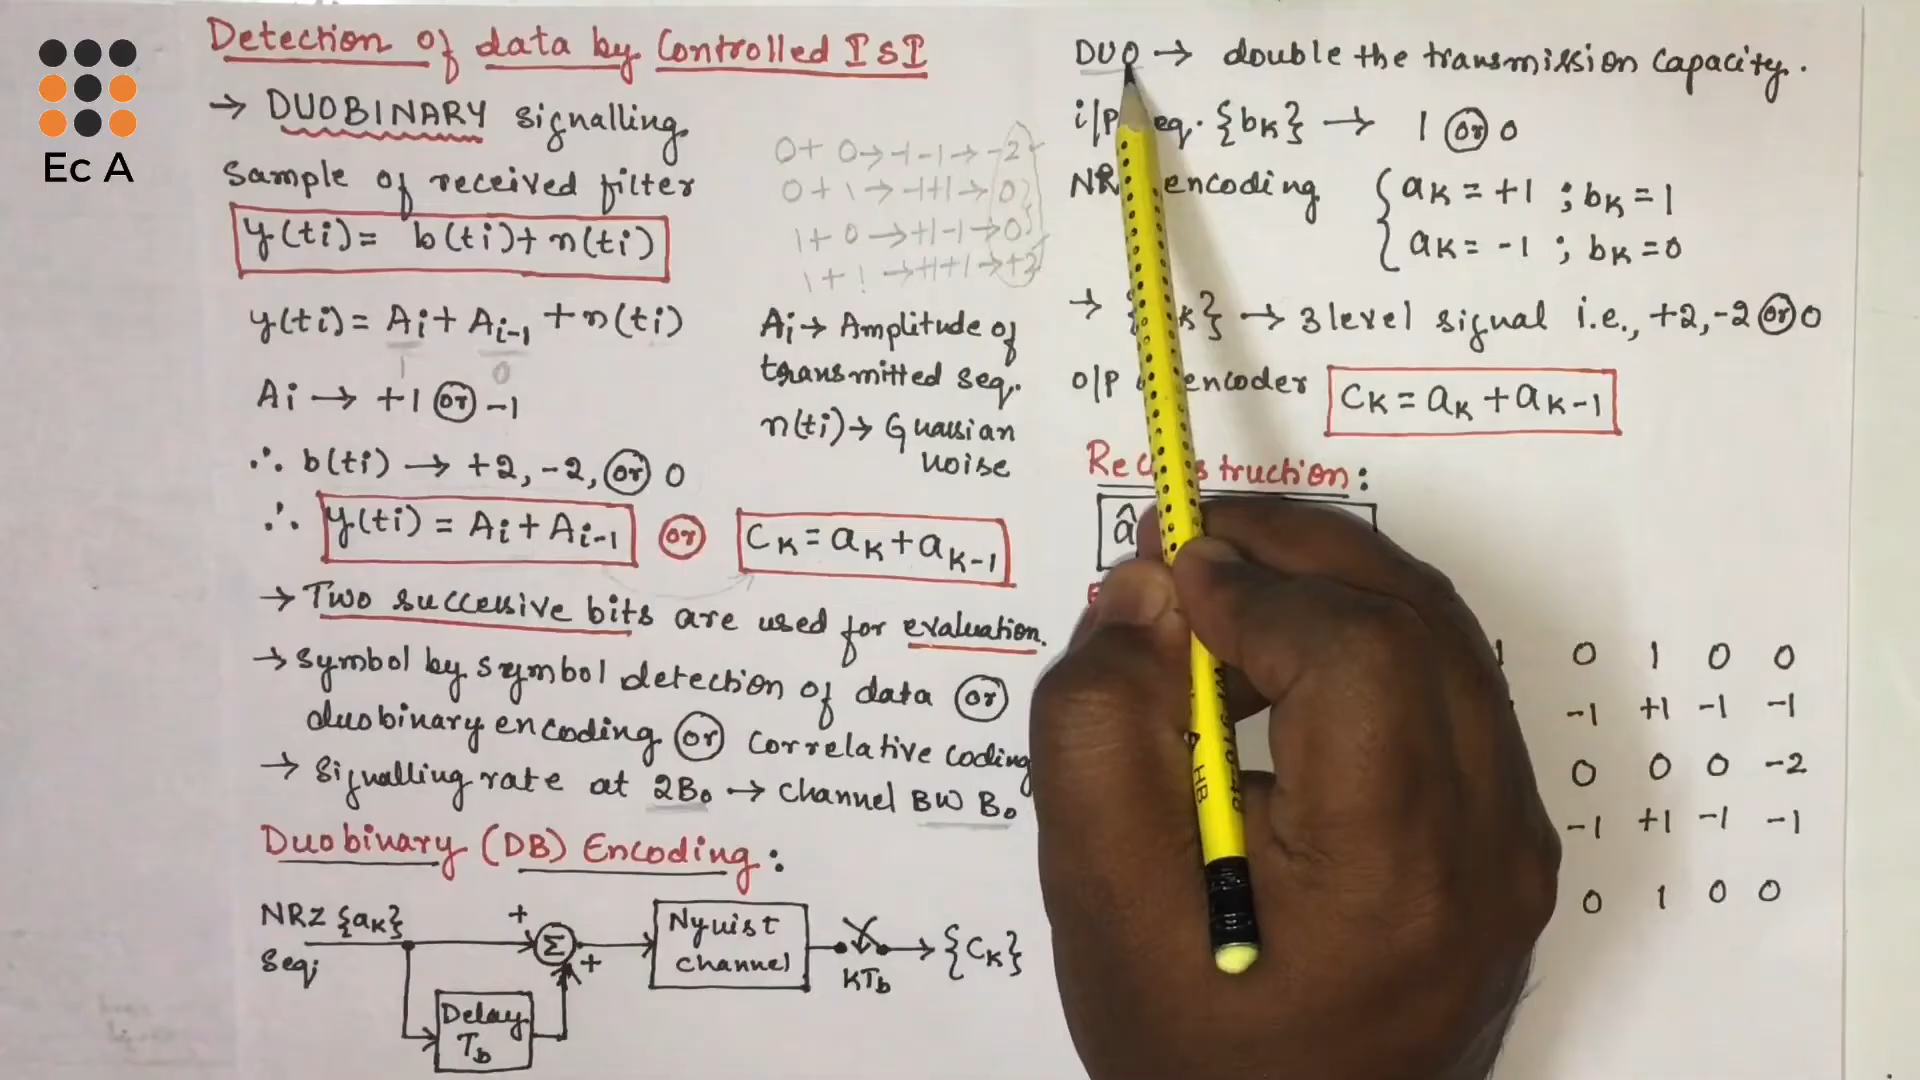 Ec A
Detection of data by Controlled ISI
→ DUOBINARY signalling
Sample of received filter
y(ti) = b(ti) + n(ti)
0 + 0 → -1 -1 → -2
0 + 1 → -1+1 → 0
1 + 0 → +1-1 → 0
1 + 1 → +1+1 → +2
y(ti) = Ai + Ai-1 + n(ti)
1 0
Ai → +1 or -1
∴ b(ti) → +2, -2, or 0
Ai → Amplitude of
transmitted seq.
n(ti) → Guassian
noise
∴ y(ti) = Ai + Ai-1 or CK = aK + aK-1
→ Two successive bits are used for evaluation.
→ Symbol by symbol detection of data or
duobinary encoding or correlative coding
→ Signalling rate at 2Bo → channel BW Bo
Duobinary (DB) Encoding:
NRZ {aK}
Seq;
+
Σ
+
Delay
Tb
Nyuist
channel
KTb
{CK}
DUO → double the transmission capacity.
i/p {bK} → 1 or 0
encoding { aK = +1 ; bK = 1
aK = -1 ; bK = 0
→ K} → 3 level signal i.e., +2, -2 or 0
o/p encoder CK = aK + aK-1
Reconstruction:
â
0 1 0 0
-1 +1 -1 -1
0 0 0 -2
-1 +1 -1 -1
0 1 0 0
HB